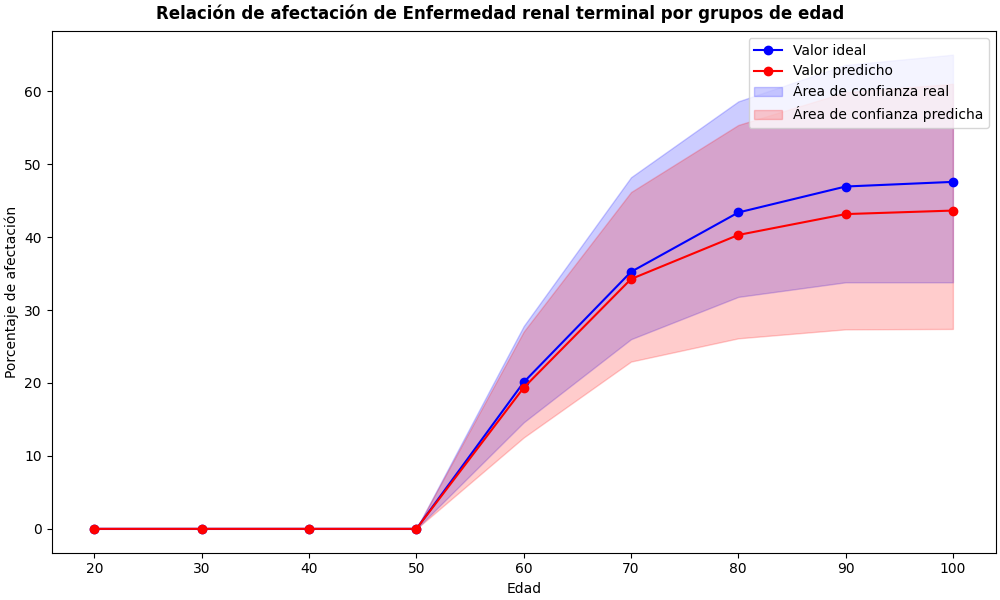 Relación de afectación de Enfermedad renal terminal por grupos de edad
Valor ideal
Valor predicho
Área de confianza real
Área de confianza predicha
Porcentaje de afectación
60
50
40
30
20
10
0
20 30 40 50 60 70 80 90 100
Edad